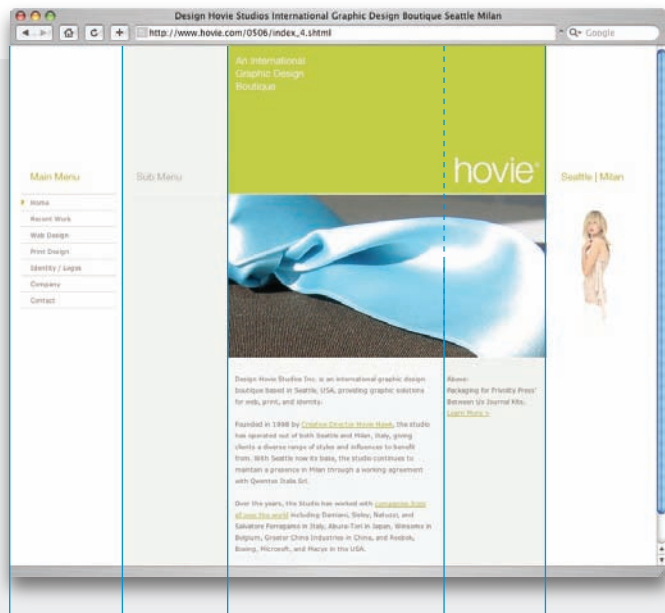 Design Hovie Studios International Graphic Design Boutique Seattle Milan
http://www.hovie.com/0506/index_4.shtml
Google
An International
Graphic Design
Boutique
hovie®
Main Menu
Sub Menu
Seattle | Milan
Home
Recent Work
Web Design
Print Design
Identity / Logos
Company
Contact
Design Hovie Studios Inc. is an international graphic design
boutique based in Seattle, USA, providing graphic solutions
for web, print, and identity.
Founded in 1998 by Creative Director Hovie Hawk, the studio
has operated out of both Seattle and Milan, Italy, giving
clients a diverse range of styles and influences to benefit
from. With Seattle now its base, the studio continues to
maintain a presence in Milan through a working agreement
with Qwentes Italia Srl.
Over the years, the Studio has worked with companies from
all over the world including Damiani, Sisley, Natuzzi, and
Salvatore Ferragamo in Italy, Abura-Tori in Japan, Winsome in
Belgium, Greater China Industries in China, and Reebok,
Boeing, Microsoft, and Macys in the USA.
Above:
Packaging for Privility Press'
Between Us Journal Kits.
Learn More >